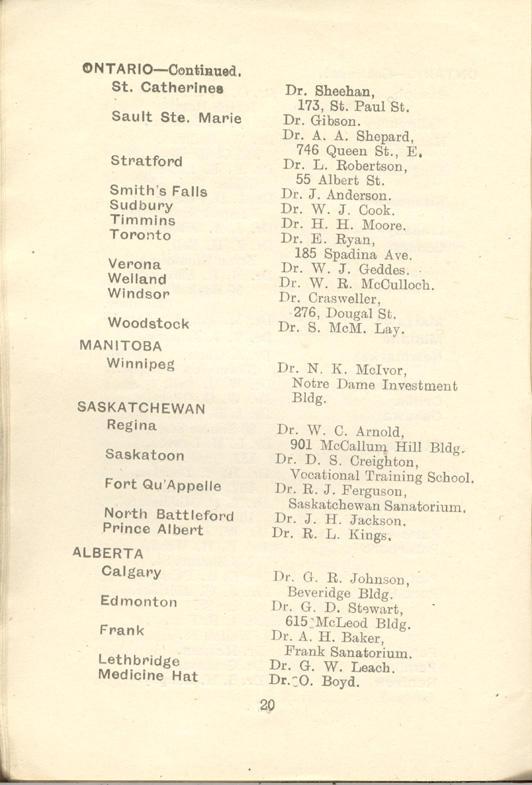 ONTARIO—Continued.
St. Catherines Dr. Sheehan,
173, St. Paul St.
Sault Ste. Marie Dr. Gibson.
Dr. A. A. Shepard,
746 Queen St., E.
Stratford Dr. L. Robertson,
55 Albert St.
Smith's Falls Dr. J. Anderson.
Sudbury Dr. W. J. Cook.
Timmins Dr. H. H. Moore.
Toronto Dr. E. Ryan,
185 Spadina Ave.
Verona Dr. W. J. Geddes.
Welland Dr. W. R. McCulloch.
Windsor Dr. Crasweller,
276, Dougal St.
Woodstock Dr. S. McM. Lay.
MANITOBA
Winnipeg Dr. N. K. McIvor,
Notre Dame Investment
Bldg.
SASKATCHEWAN
Regina Dr. W. C. Arnold,
901 McCallum Hill Bldg.
Saskatoon Dr. D. S. Creighton,
Vocational Training School.
Fort Qu'Appelle Dr. R. J. Ferguson,
Saskatchewan Sanatorium.
North Battleford Dr. J. H. Jackson.
Prince Albert Dr. R. L. Kings.
ALBERTA
Calgary Dr. G. R. Johnson,
Beveridge Bldg.
Edmonton Dr. G. D. Stewart,
615 McLeod Bldg.
Frank Dr. A. H. Baker,
Frank Sanatorium.
Lethbridge Dr. G. W. Leach.
Medicine Hat Dr. O. Boyd.
20